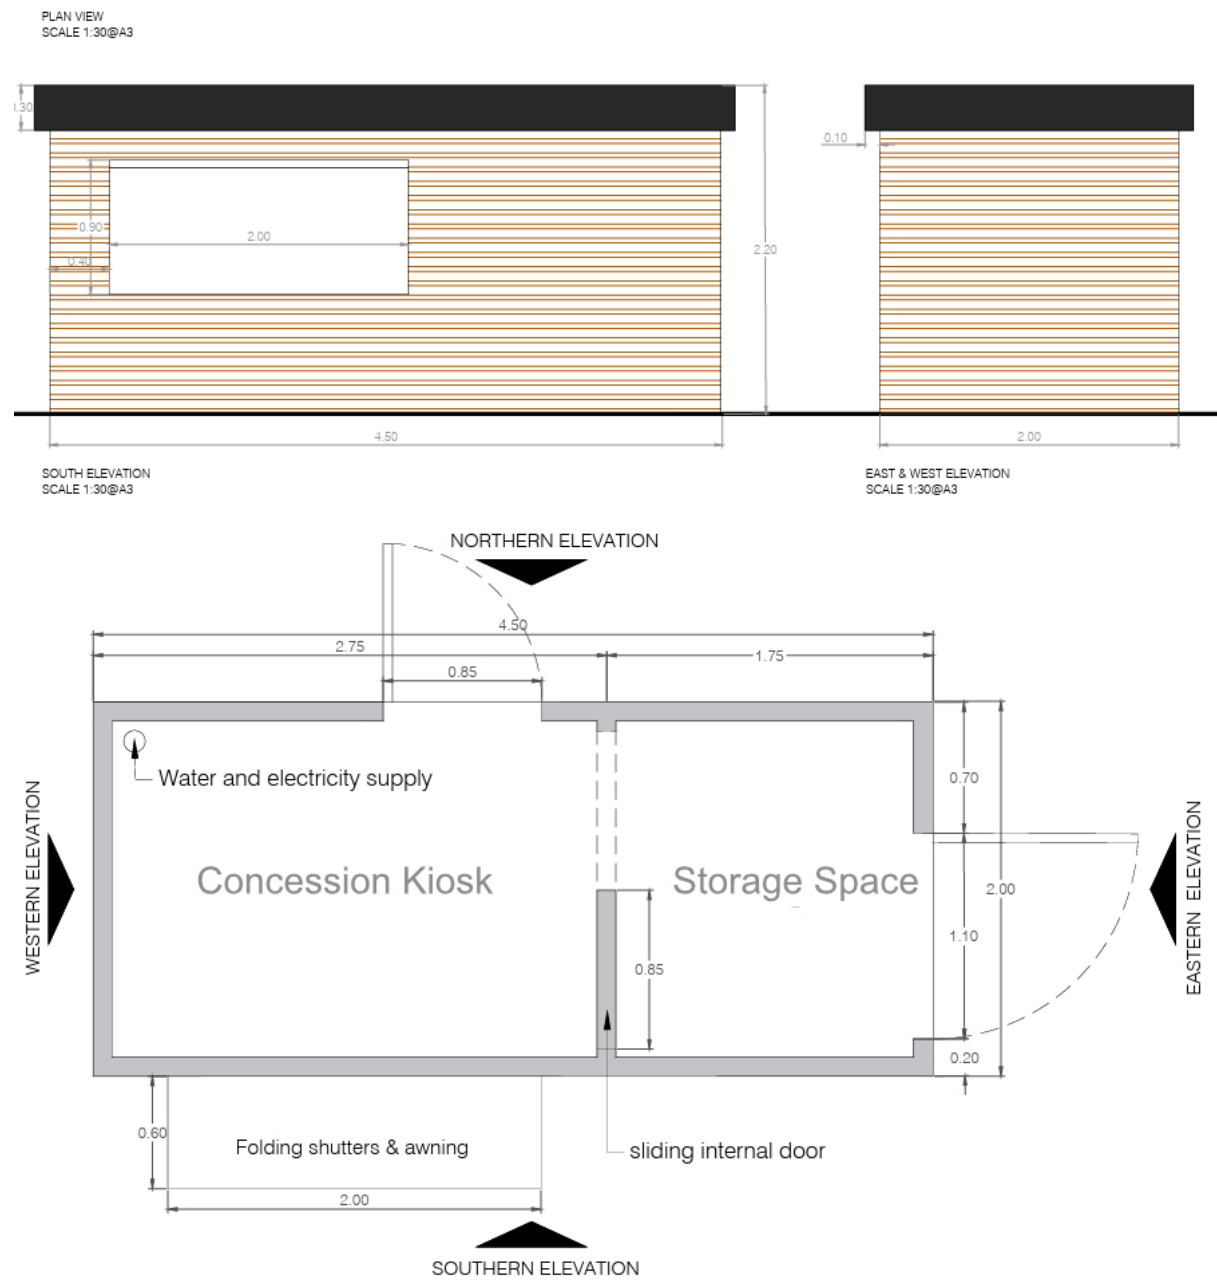 PLAN VIEW
SCALE 1:30@A3
.30
0.10
0.90
2.00
2.20
0.40
4.50
2.00
SOUTH ELEVATION
SCALE 1:30@A3
EAST & WEST ELEVATION
SCALE 1:30@A3
NORTHERN ELEVATION
4.50
2.75
1.75
0.85
Water and electricity supply
0.70
WESTERN ELEVATION
EASTERN ELEVATION
Concession Kiosk
Storage Space
2.00
1.10
0.85
0.20
0.60
Folding shutters & awning
sliding internal door
2.00
SOUTHERN ELEVATION